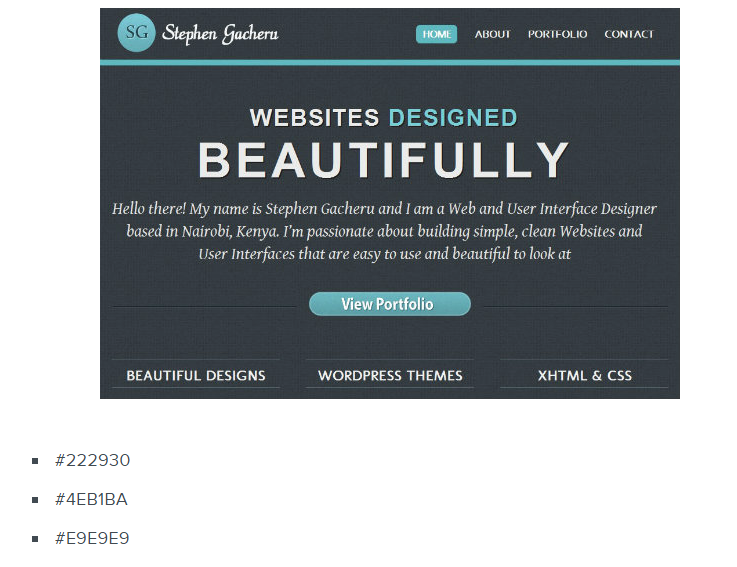 SG Stephen Gacheru HOME ABOUT PORTFOLIO CONTACT
WEBSITES DESIGNED
BEAUTIFULLY
Hello there! My name is Stephen Gacheru and I am a Web and User Interface Designer
based in Nairobi, Kenya. I'm passionate about building simple, clean Websites and
User Interfaces that are easy to use and beautiful to look at
View Portfolio
BEAUTIFUL DESIGNS WORDPRESS THEMES XHTML & CSS
▪ #222930
▪ #4EB1BA
▪ #E9E9E9